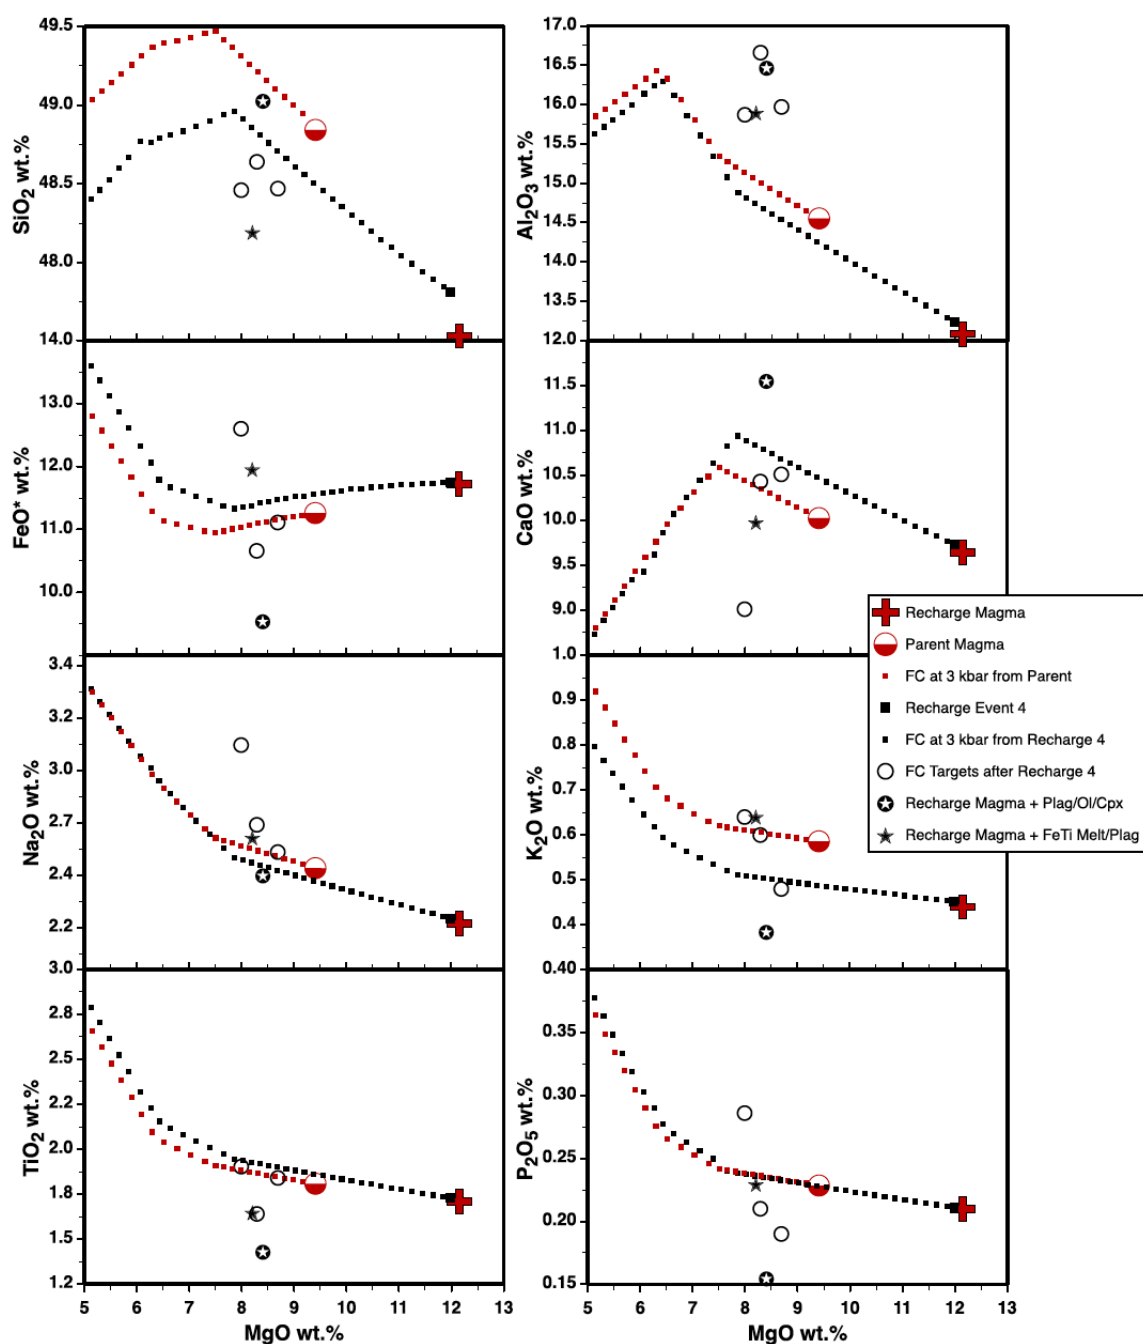 49.5
49.0
48.5
48.0
14.0
SiO2 wt.%
17.0
16.5
16.0
15.5
15.0
14.5
14.0
13.5
12.0
Al2O3 wt.%
13.0
12.0
11.0
10.0
FeO* wt.%
11.5
11.0
10.5
10.0
9.5
9.0
1.0
CaO wt.%
Recharge Magma
Parent Magma
FC at 3 kbar from Parent
Recharge Event 4
FC at 3 kbar from Recharge 4
FC Targets after Recharge 4
Recharge Magma + Plag/Ol/Cpx
Recharge Magma + FeTi Melt/Plag
3.4
3.2
3.0
2.7
2.4
2.2
3.0
Na2O wt.%
0.9
0.8
0.7
0.6
0.5
0.4
0.40
K2O wt.%
2.8
2.5
2.2
2.0
1.8
1.5
1.2
TiO2 wt.%
0.35
0.30
0.25
0.20
0.15
P2O5 wt.%
5 6 7 8 9 10 11 12 13
MgO wt.%
5 6 7 8 9 10 11 12 13
MgO wt.%